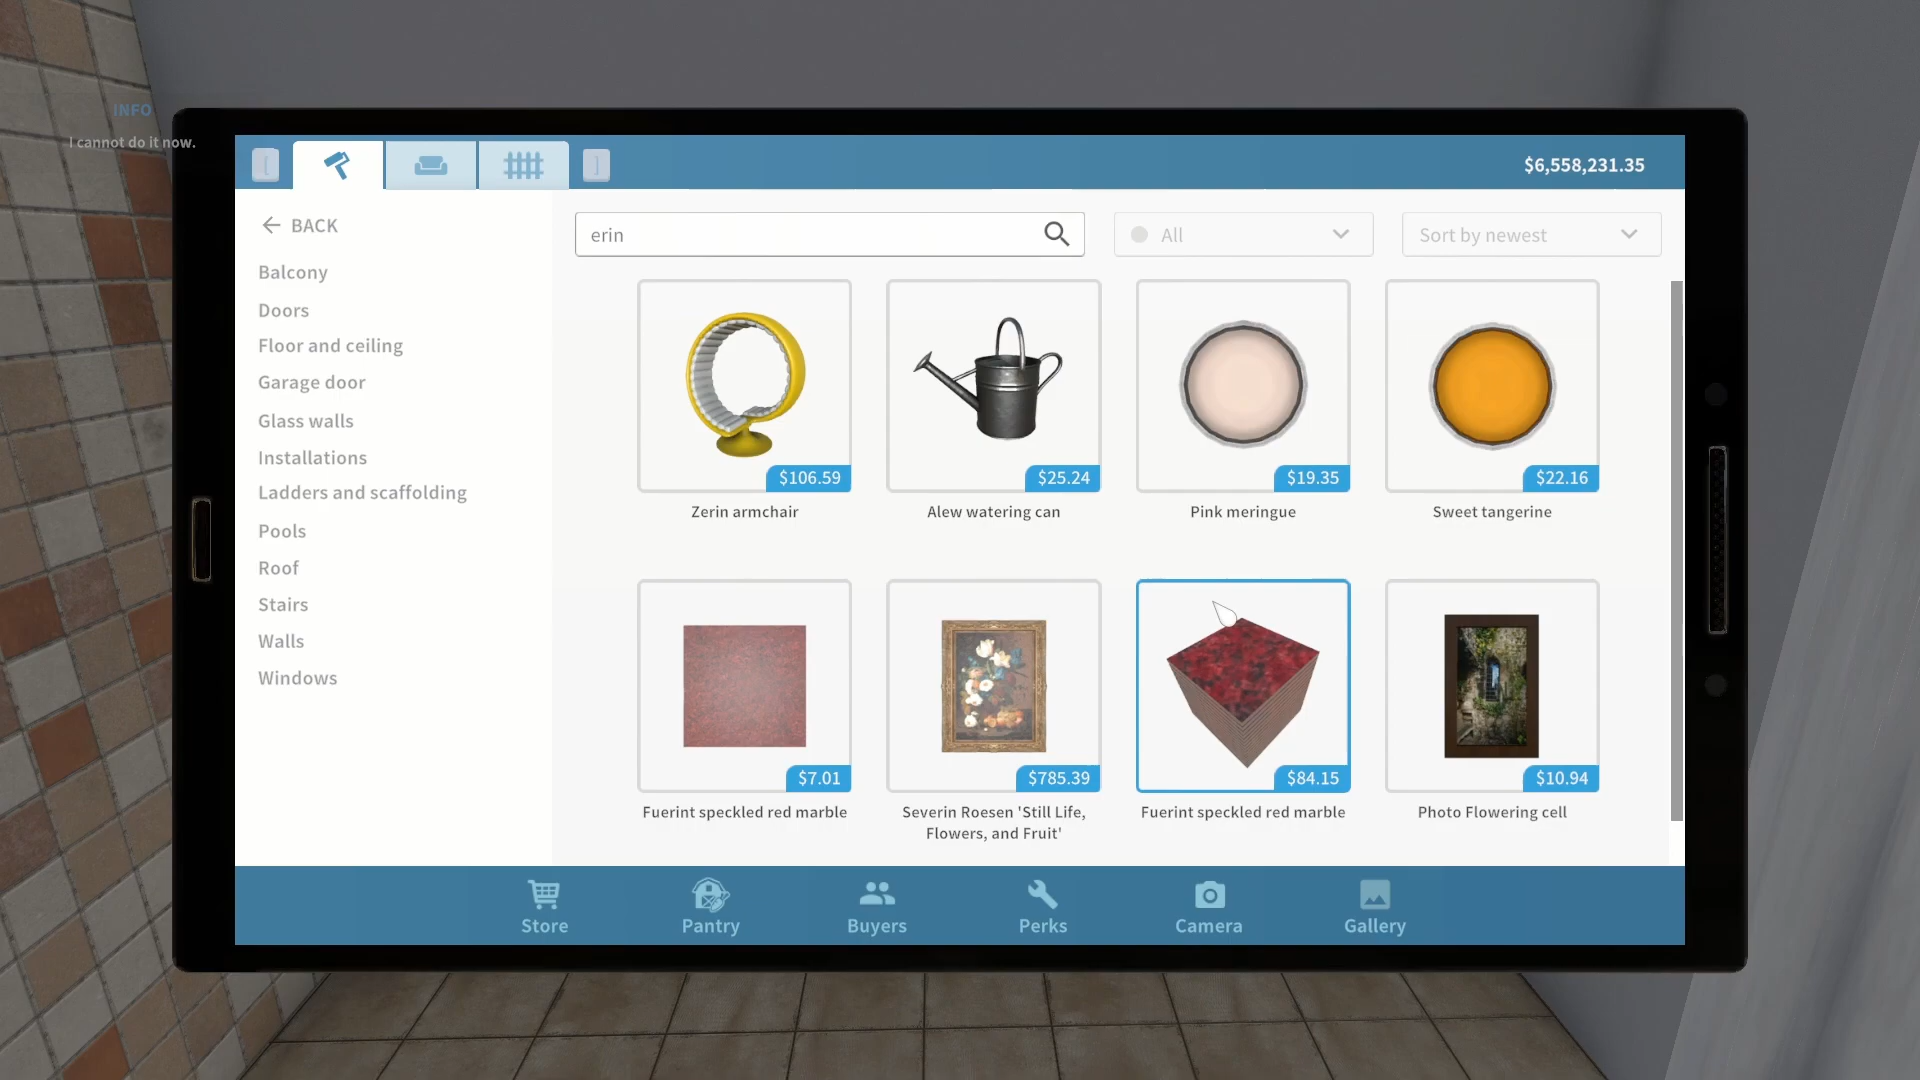 INFO
I cannot do it now.
[
]
$6,558,231.35
BACK
erin
All
Sort by newest
Balcony
Doors
Floor and ceiling
Garage door
Glass walls
Installations
Ladders and scaffolding
Pools
Roof
Stairs
Walls
Windows
$106.59
$25.24
$19.35
$22.16
Zerin armchair
Alew watering can
Pink meringue
Sweet tangerine
$7.01
$785.39
$84.15
$10.94
Fuerint speckled red marble
Severin Roesen 'Still Life,
Flowers, and Fruit'
Fuerint speckled red marble
Photo Flowering cell
Store
Pantry
Buyers
Perks
Camera
Gallery